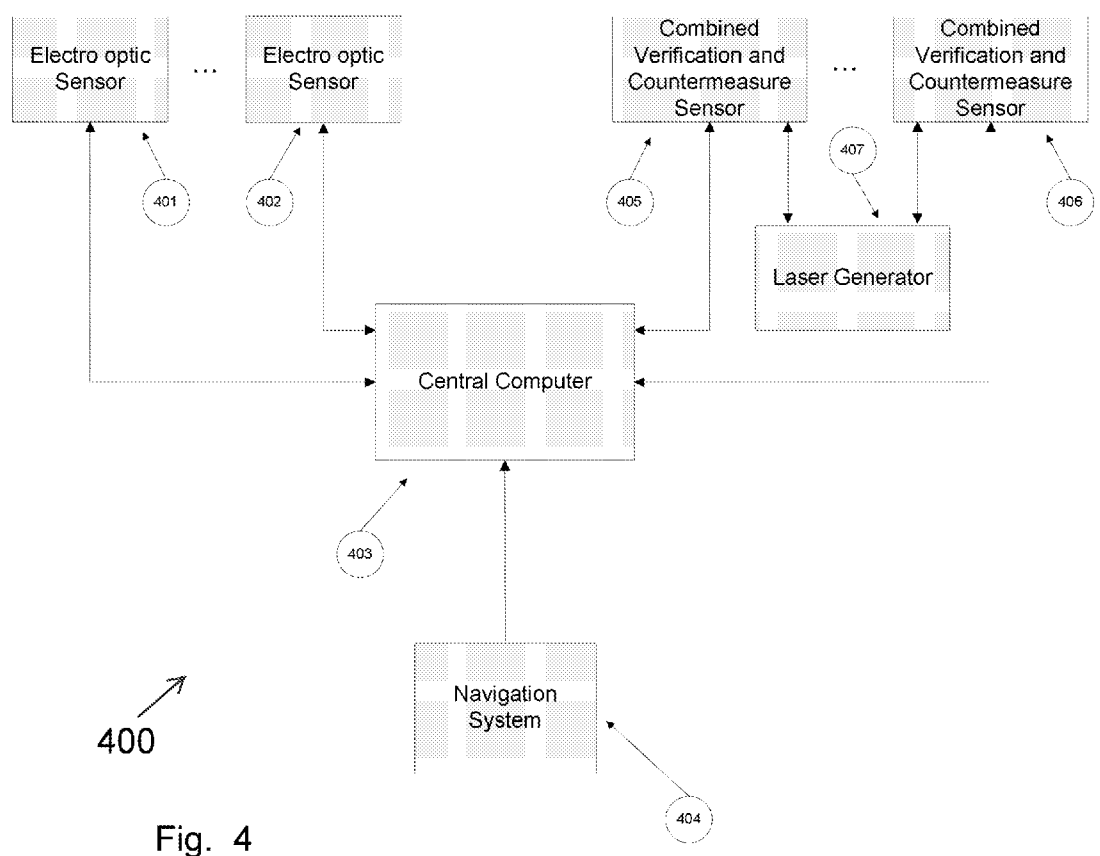 Electro optic
Sensor
...
Electro optic
Sensor
Combined
Verification and
Countermeasure
Sensor
...
Combined
Verification and
Countermeasure
Sensor
401
402
405
407
406
Laser Generator
Central Computer
403
Navigation
System
400
404
Fig. 4